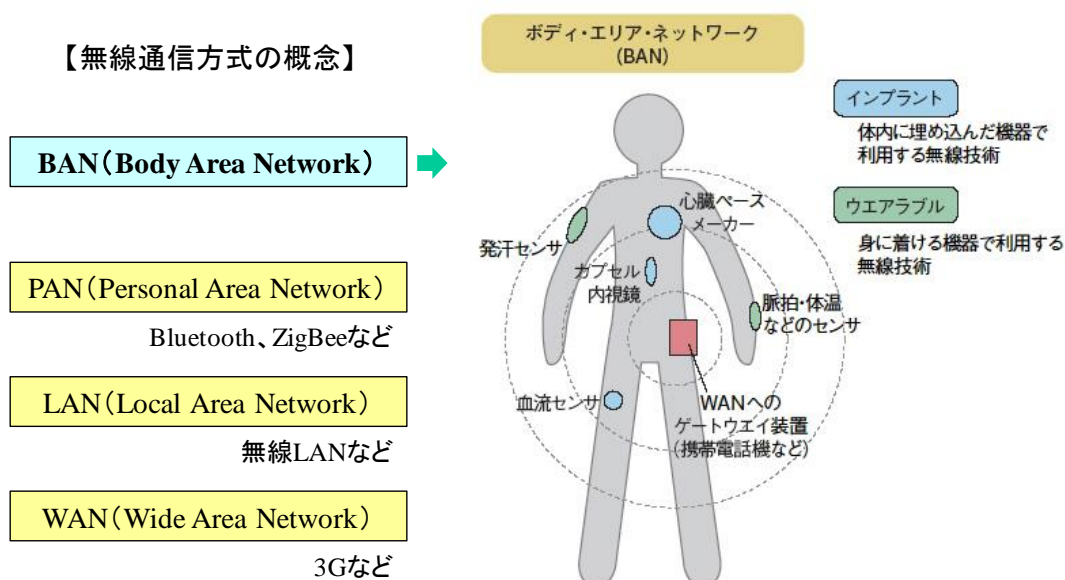 【無線通信方式の概念】
BAN(Body Area Network)
PAN(Personal Area Network)
Bluetooth、ZigBeeなど
LAN(Local Area Network)
無線LANなど
WAN(Wide Area Network)
3Gなど
ボディ・エリア・ネットワーク
(BAN)
インプラント
体内に埋め込んだ機器で
利用する無線技術
ウエアラブル
身に着ける機器で利用する
無線技術
心臓ペース
メーカー
発汗センサ
カプセル
内視鏡
脈拍・体温
などのセンサ
血流センサ
WANへの
ゲートウエイ装置
(携帯電話機など)